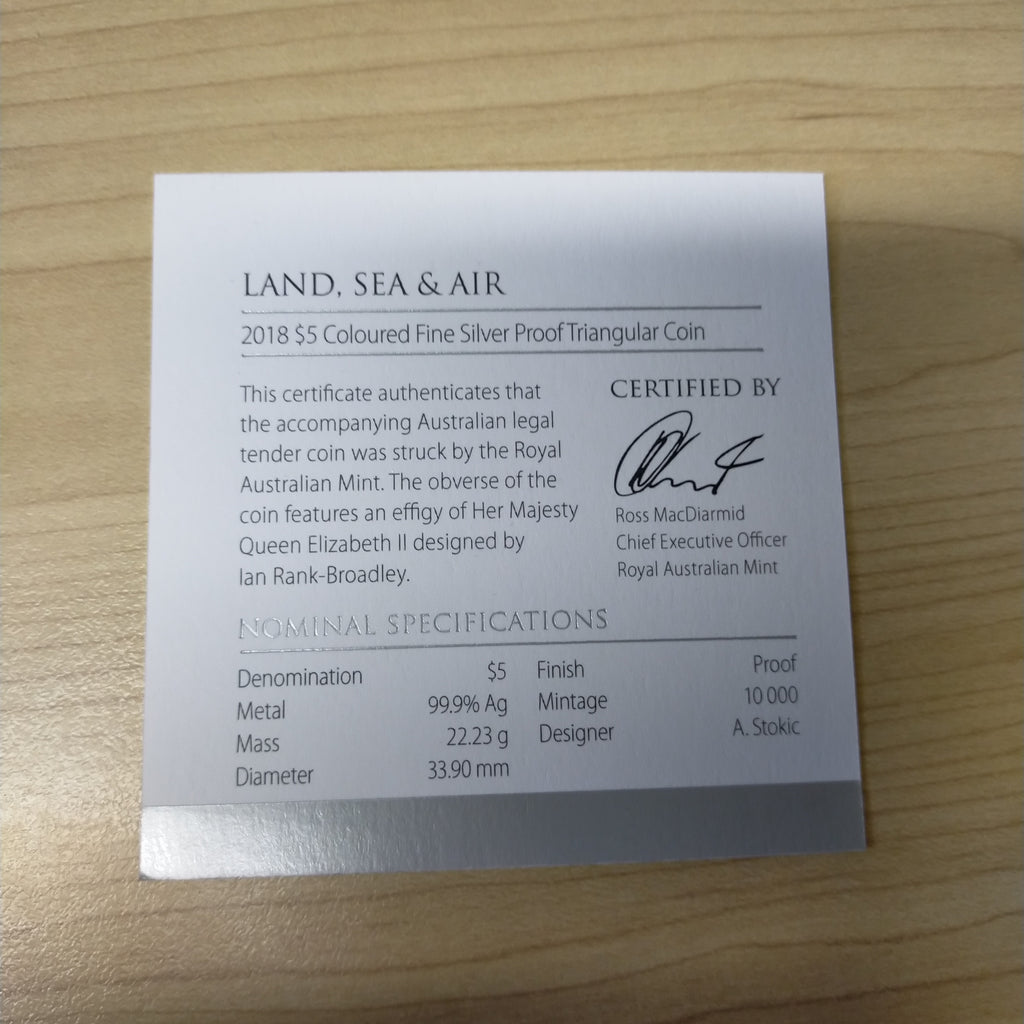 LAND, SEA & AIR
2018 $5 Coloured Fine Silver Proof Triangular Coin
This certificate authenticates that
the accompanying Australian legal
tender coin was struck by the Royal
Australian Mint. The obverse of the
coin features an effigy of Her Majesty
Queen Elizabeth II designed by
Ian Rank-Broadley.
CERTIFIED BY
Ross MacDiarmid
Chief Executive Officer
Royal Australian Mint
NOMINAL SPECIFICATIONS
Denomination $5 Finish Proof
Metal 99.9% Ag Mintage 10 000
Mass 22.23 g Designer A. Stokic
Diameter 33.90 mm